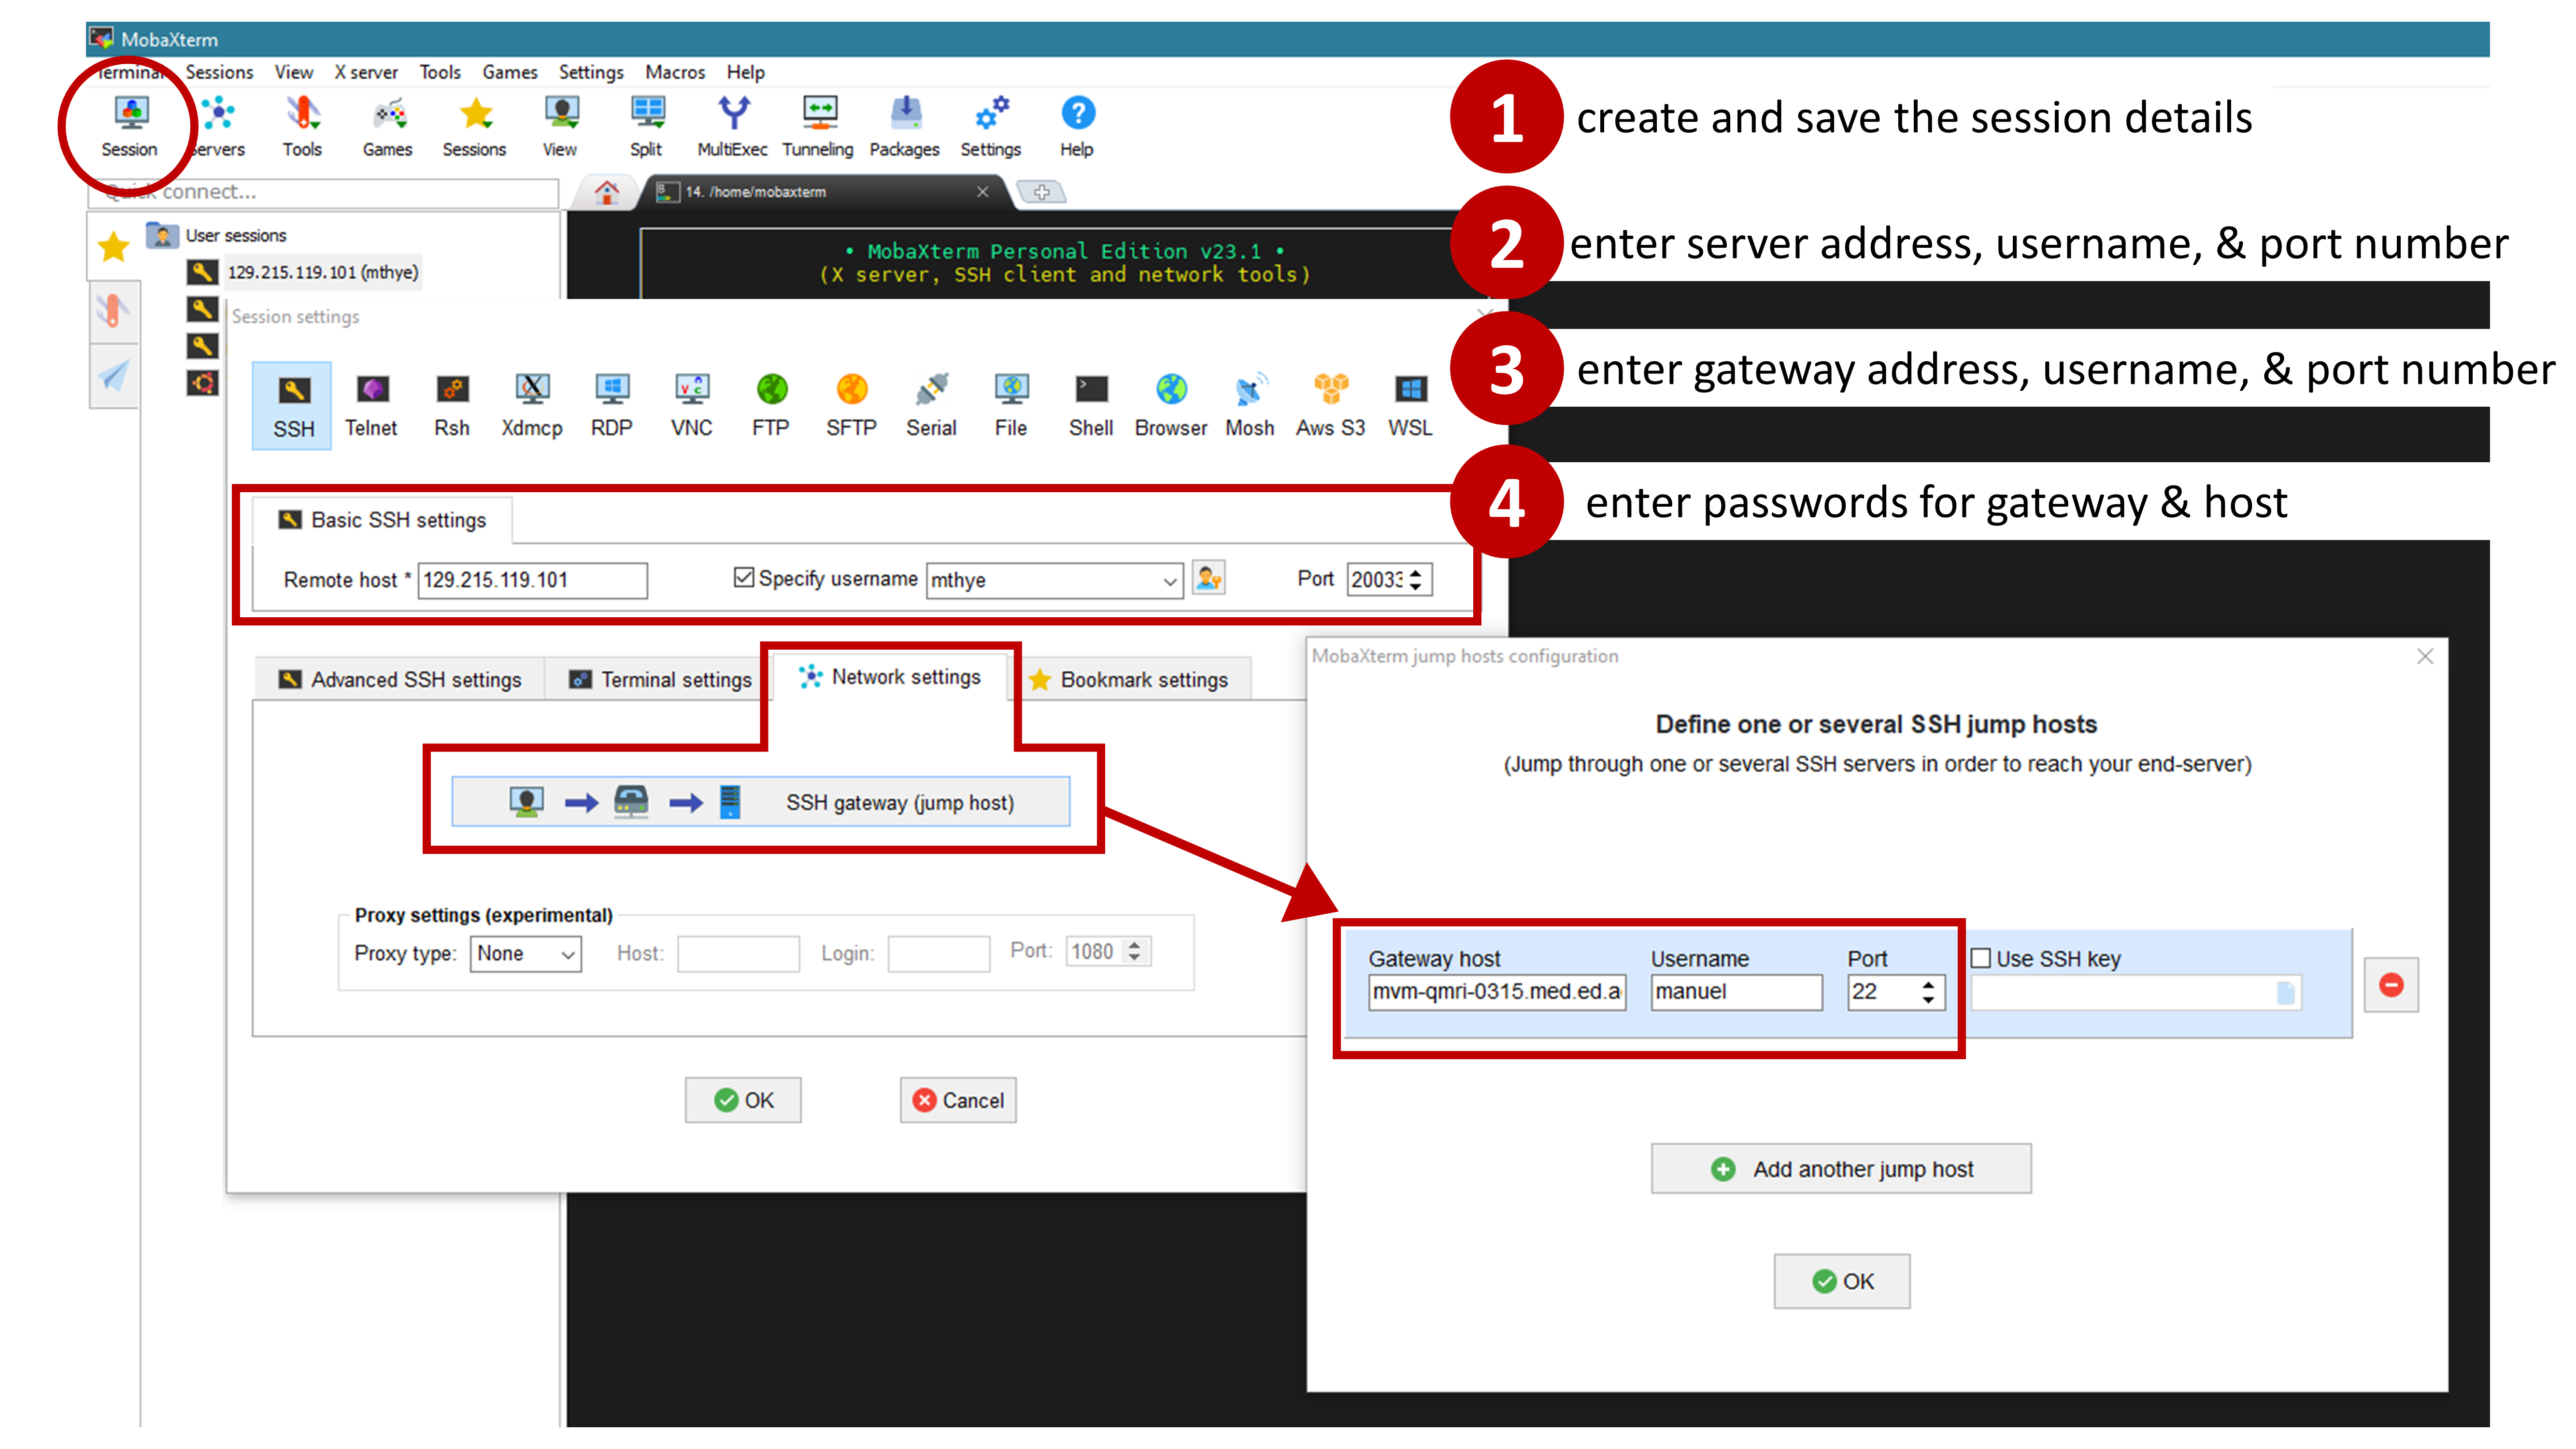 MobaXterm
Terminal Sessions View X server Tools Games Settings Macros Help
Session Servers Tools Games Sessions View Split MultiExec Tunneling Packages Settings Help
Quick connect...
14. /home/mobaxterm
User sessions
129.215.119.101 (mthye)
• MobaXterm Personal Edition v23.1 •
(X server, SSH client and network tools)
1 create and save the session details
2 enter server address, username, & port number
3 enter gateway address, username, & port number
4 enter passwords for gateway & host
Session settings
SSH Telnet Rsh Xdmcp RDP VNC FTP SFTP Serial File Shell Browser Mosh Aws S3 WSL
Basic SSH settings
Remote host * 129.215.119.101 Specify username mthye Port 20033
Advanced SSH settings Terminal settings Network settings Bookmark settings
SSH gateway (jump host)
Proxy settings (experimental)
Proxy type: None Host: Login: Port: 1080
OK Cancel
MobaXterm jump hosts configuration
Define one or several SSH jump hosts
(Jump through one or several SSH servers in order to reach your end-server)
Gateway host Username Port Use SSH key
mvm-qmri-0315.med.ed.a manuel 22
Add another jump host
OK